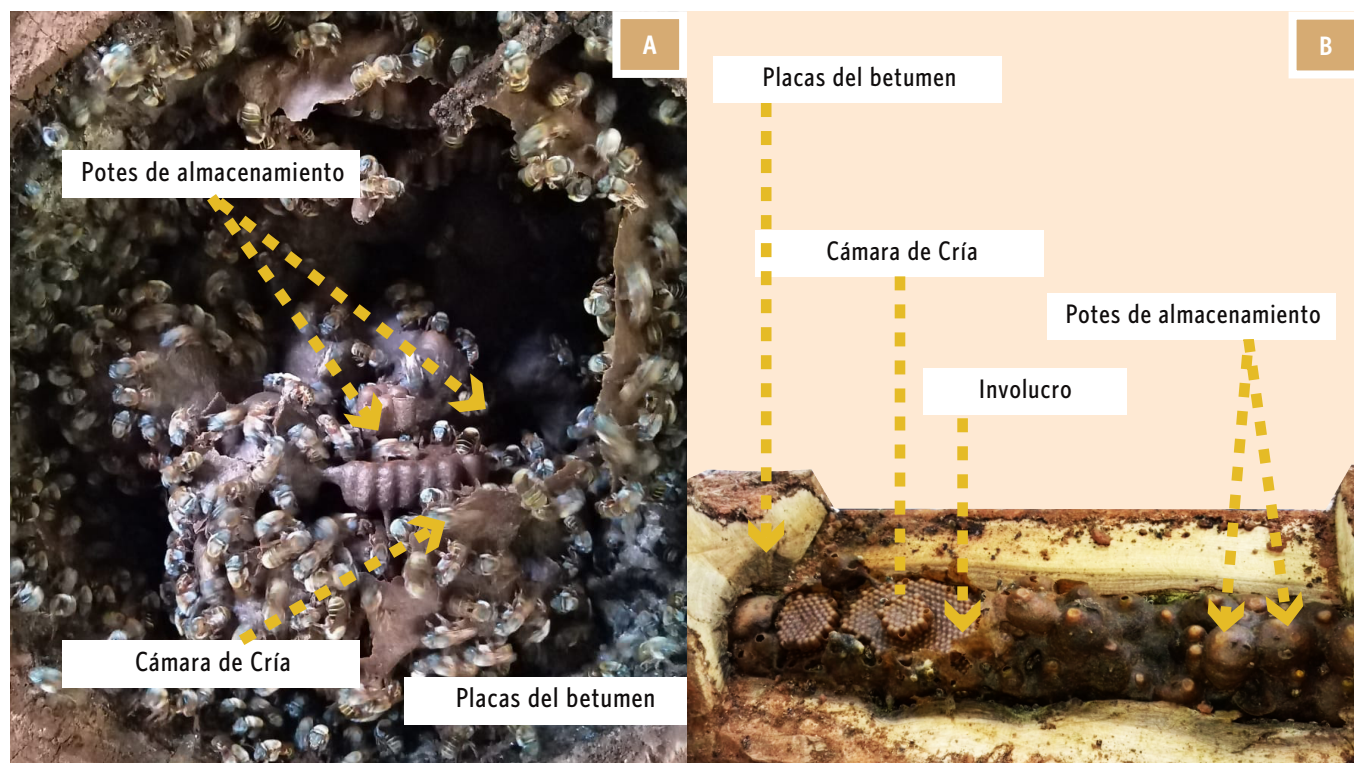 A
Potes de almacenamiento
Cámara de Cría
Placas del betumen
B
Placas del betumen
Cámara de Cría
Potes de almacenamiento
Involucro